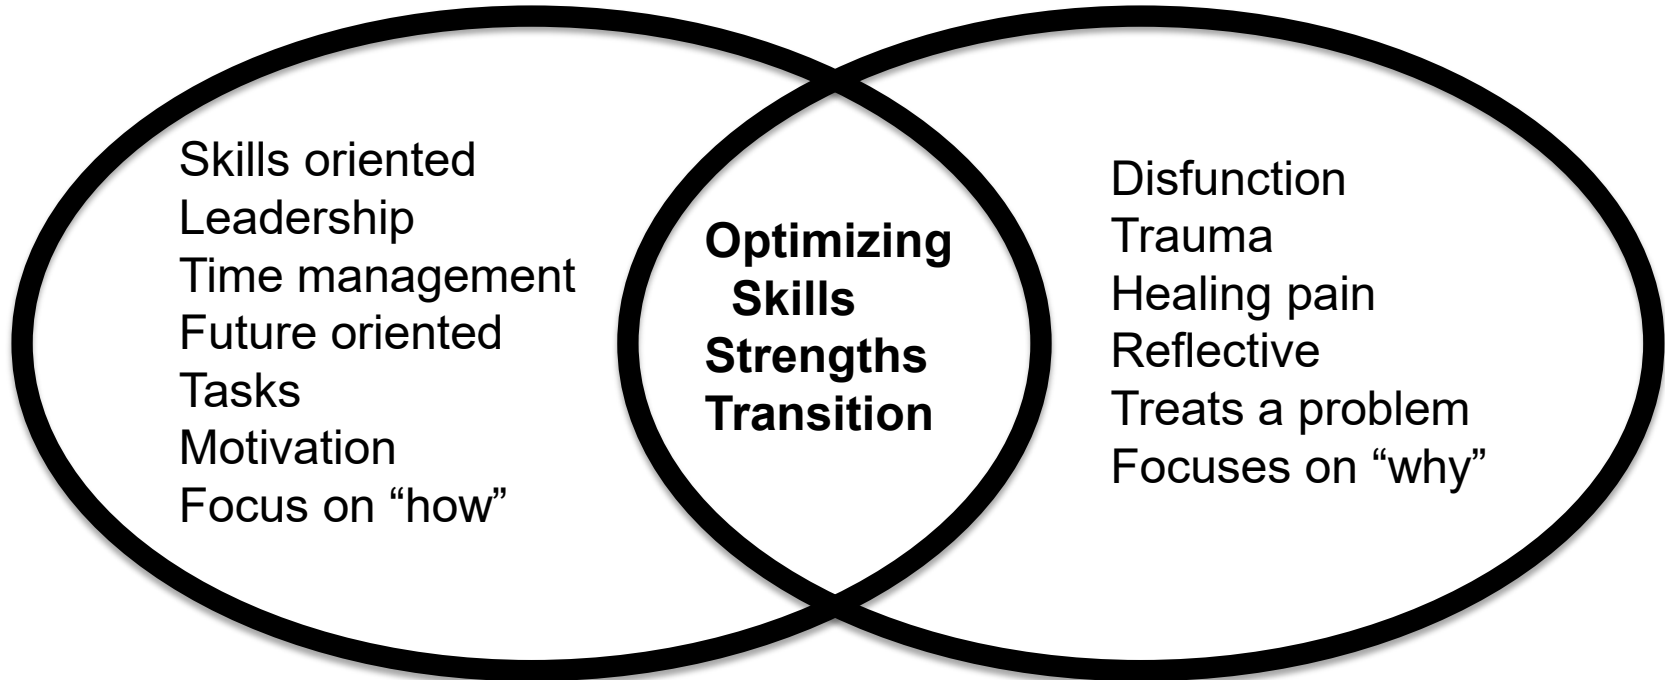 Skills oriented
Leadership
Time management
Future oriented
Tasks
Motivation
Focus on “how”
Optimizing
Skills
Strengths
Transition
Disfunction
Trauma
Healing pain
Reflective
Treats a problem
Focuses on “why”